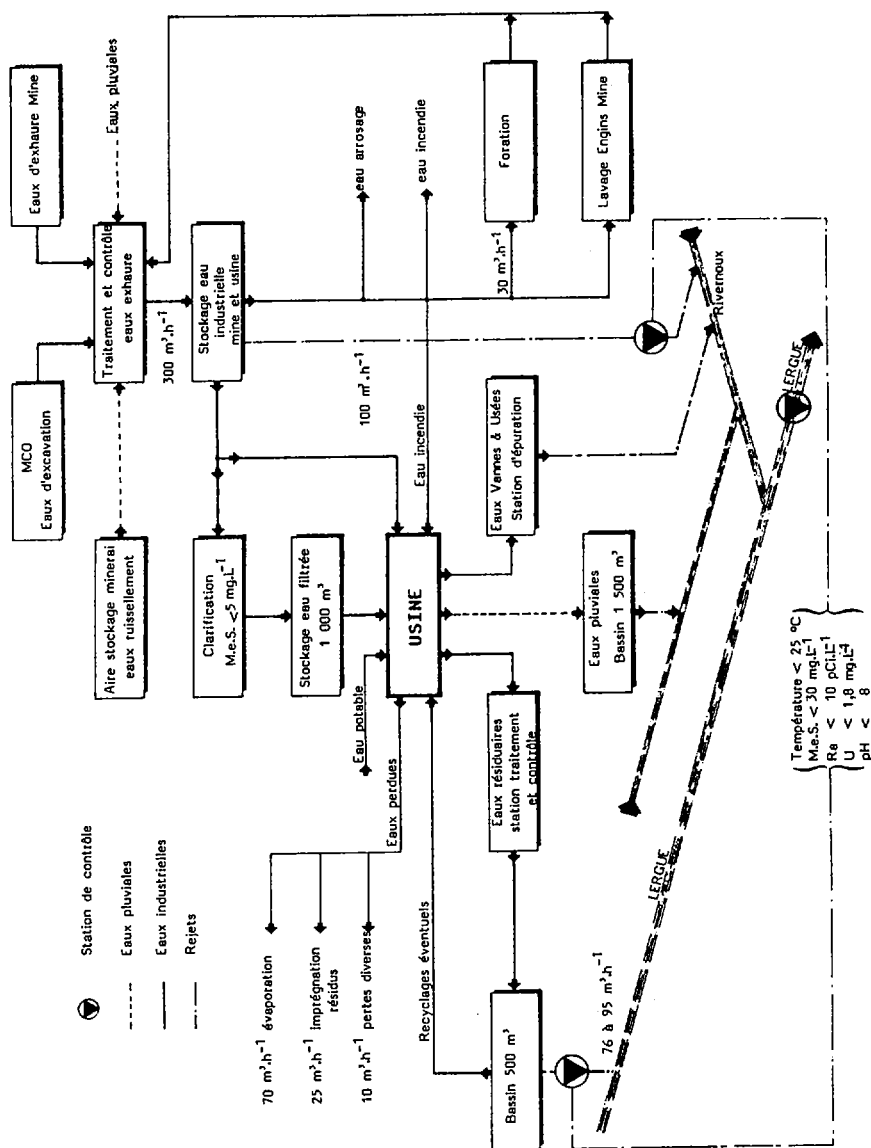 Station de contrôle
Eaux pluviales
Eaux industrielles
Rejets
MCO
Eaux d'excavation
Eaux d'exhaure Mine
Aire stockage minerai
eaux ruissellement
Traitement et contrôle
eaux exhaure
Eaux pluviales
300 m³.h⁻¹
Clarification
M.e.S. <5 mg.L⁻¹
Stockage eau
industrielle
mine et usine
Stockage eau filtrée
1 000 m³
100 m³.h⁻¹
eau arrosage
eau incendie
Eau incendie
Eau potable
USINE
Eaux perdues
70 m³.h⁻¹ évaporation
25 m³.h⁻¹ imprégnation
résidus
10 m³.h⁻¹ pertes diverses
Recyclages éventuels
30 m³.h⁻¹
Foration
Lavage Engins Mine
Bassin 500 m³
Eaux résiduaires
station traitement
et contrôle
Eaux pluviales
Bassin 1 500 m³
Eaux Vannes & Usées
Station d'épuration
76 à 95 m³.h⁻¹
LERGUE
Rivernoux
LERGUE
Température < 25 °C
M.e.S. < 30 mg.L⁻¹
Ra < 10 pCi.L⁻¹
U < 1,8 mg.L⁻¹
pH < 8